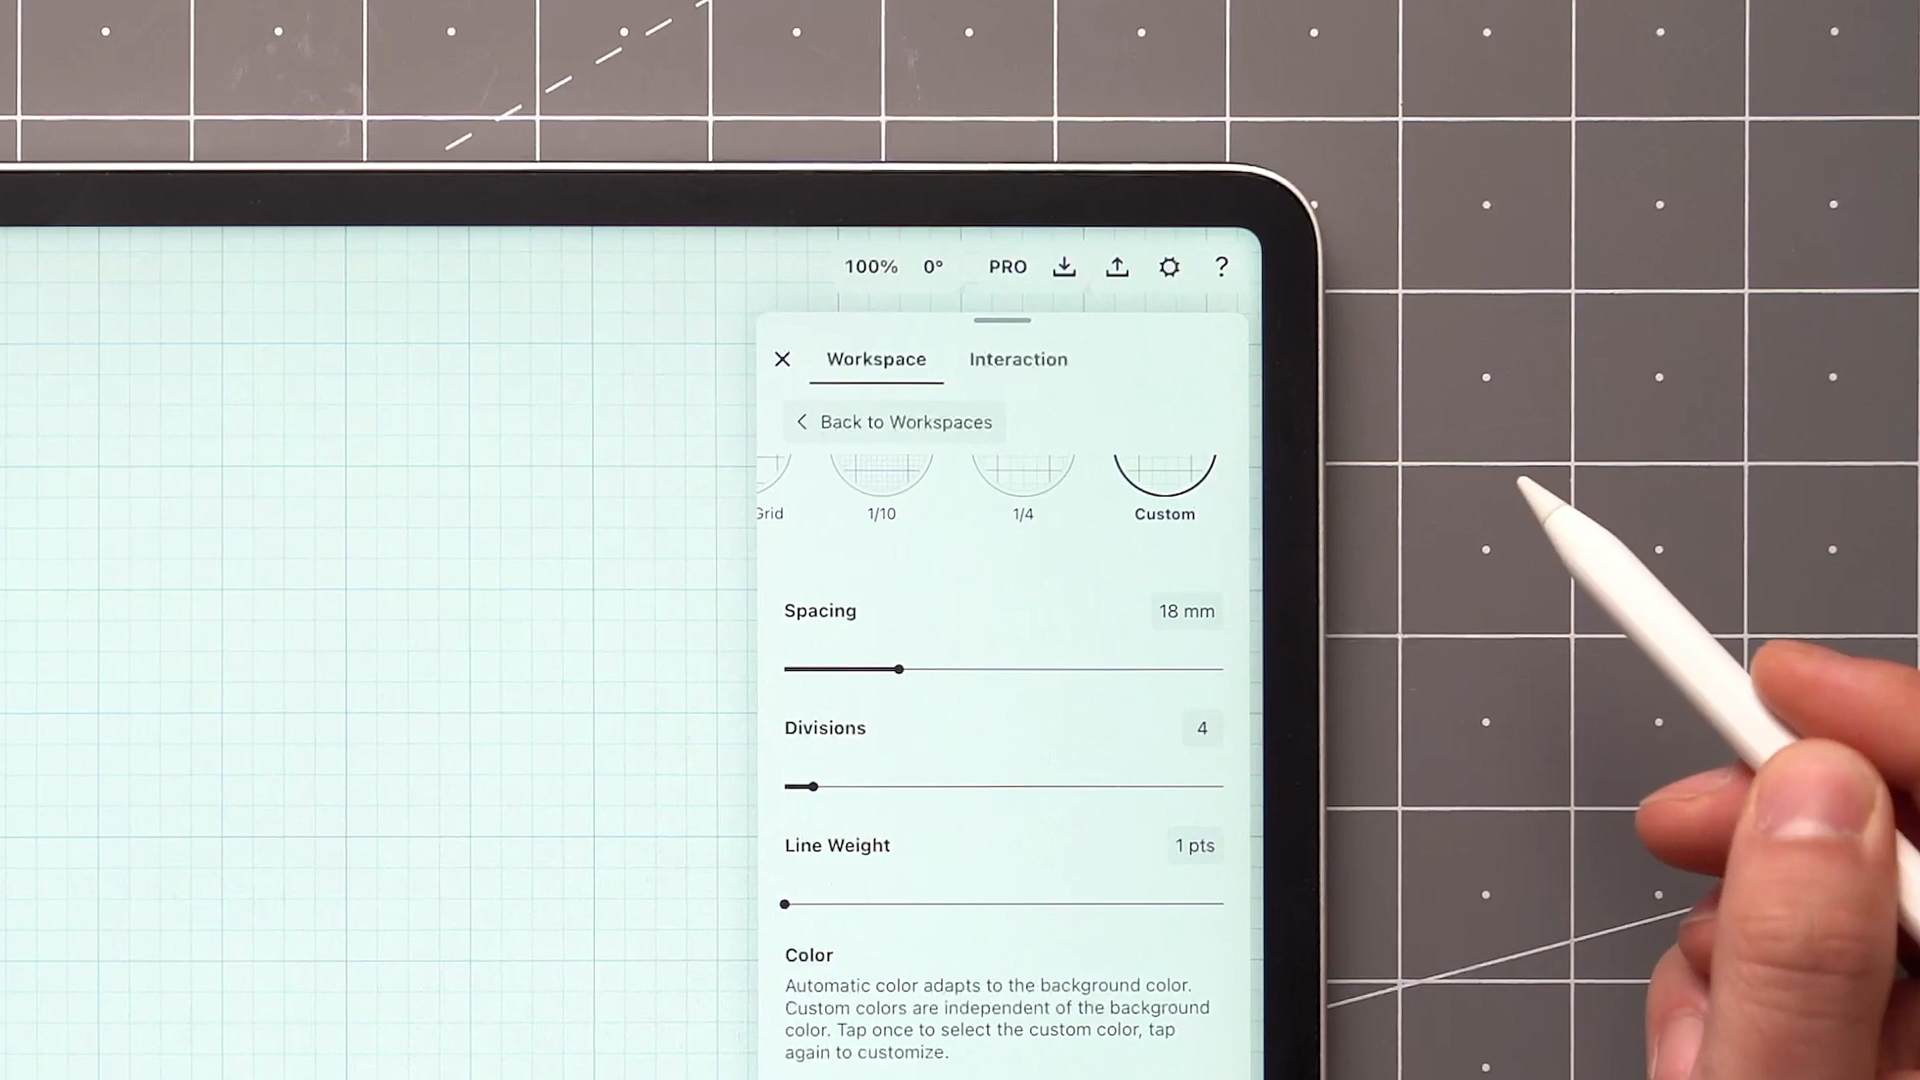 100% 0° PRO ?
Workspace Interaction
Back to Workspaces
Grid 1/10 1/4 Custom
Spacing 18 mm
Divisions 4
Line Weight 1 pts
Color
Automatic color adapts to the background color.
Custom colors are independent of the background
color. Tap once to select the custom color, tap
again to customize.